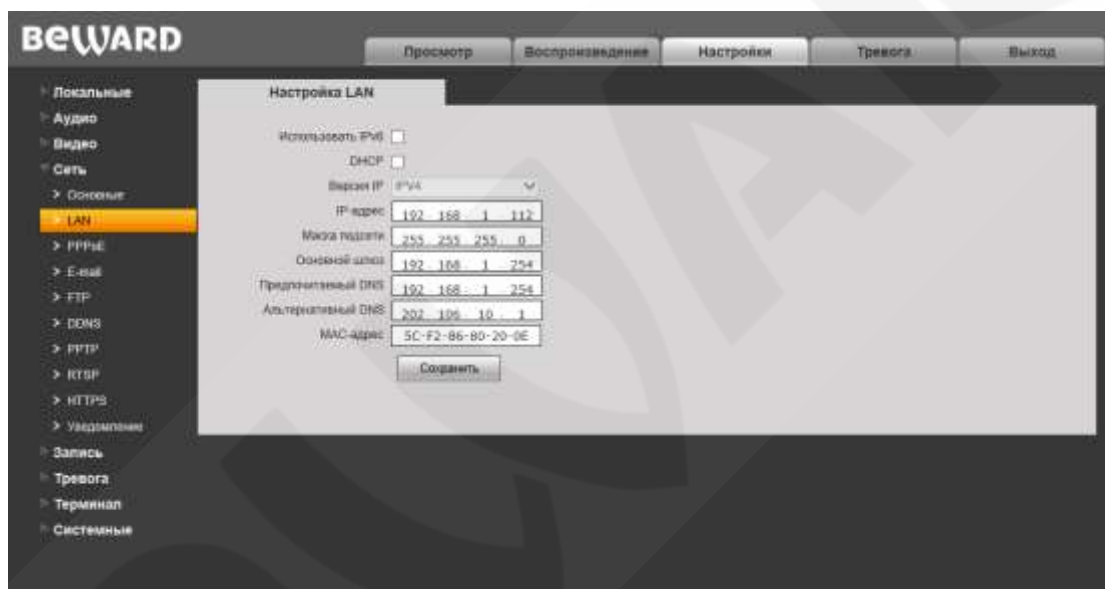 BEWARD
Просмотр Воспроизведение Настройки Тревога Выход
Локальные
Аудио
Видео
Сеть
Основные
LAN
PPPoE
E-mail
FTP
DDNS
PPTP
RTSP
HTTPS
Уведомление
Запись
Тревога
Терминал
Системные
Настройка LAN
Использовать IPv6
DHCP
Версия IP IPV4
IP-адрес 192 . 168 . 1 . 112
Маска подсети 255 . 255 . 255 . 0
Основной шлюз 192 . 168 . 1 . 254
Предпочитаемый DNS 192 . 168 . 1 . 254
Альтернативный DNS 202 . 106 . 10 . 1
MAC-адрес 5C-F2-86-80-20-0E
Сохранить